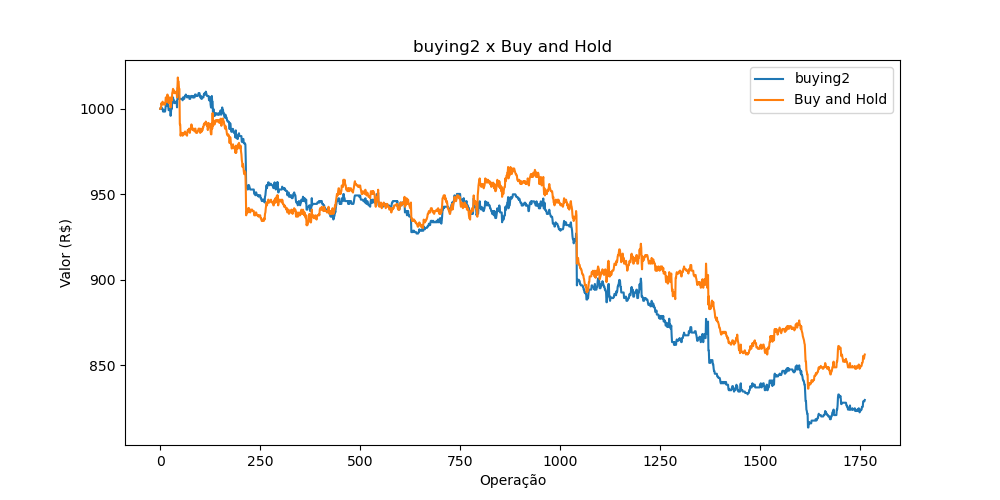 buying2 x Buy and Hold
buying2
Buy and Hold
Valor (R$)
1000
950
900
850
0 250 500 750 1000 1250 1500 1750
Operação